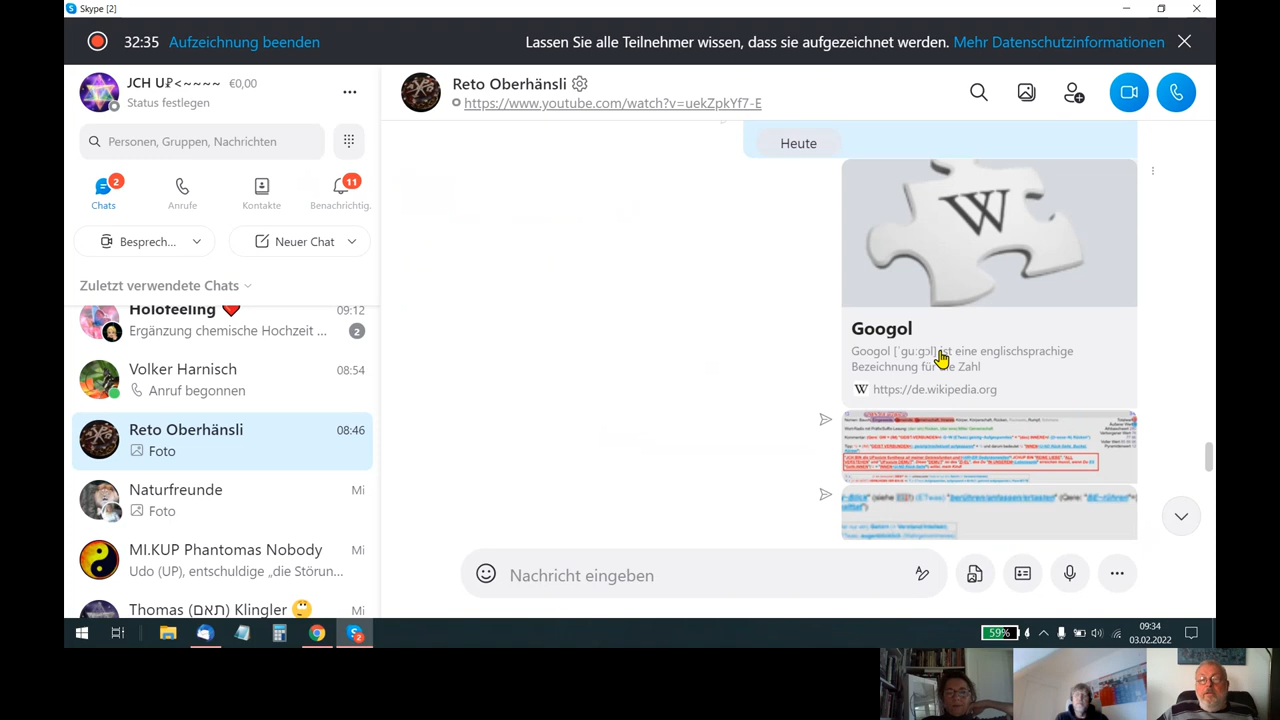 Skype [2]
32:35 Aufzeichnung beenden
Lassen Sie alle Teilnehmer wissen, dass sie aufgezeichnet werden. Mehr Datenschutzinformationen
JCH U₽<~~~~ €0,00
Status festlegen
Personen, Gruppen, Nachrichten
2
11
Chats
Anrufe
Kontakte
Benachrichtig.
Besprech...
Neuer Chat
Zuletzt verwendete Chats
Holofeeling ❤ 09:12
Ergänzung chemische Hochzeit ... 2
Volker Harnisch 08:54
Anruf begonnen
Reto Oberhänsli 08:46
Foto
Naturfreunde Mi
Foto
MI.KUP Phantomas Nobody Mi
Udo (UP), entschuldige „die Störun...
Thomas (תאם) Klingler 🤔 Mi
Reto Oberhänsli
https://www.youtube.com/watch?v=uekZpkYf7-E
Heute
W
Googol
Googol [ˈɡuːɡɔl] ist eine englischsprachige
Bezeichnung für die Zahl
W https://de.wikipedia.org
Nachricht eingeben
59%
2
09:34
03.02.2022